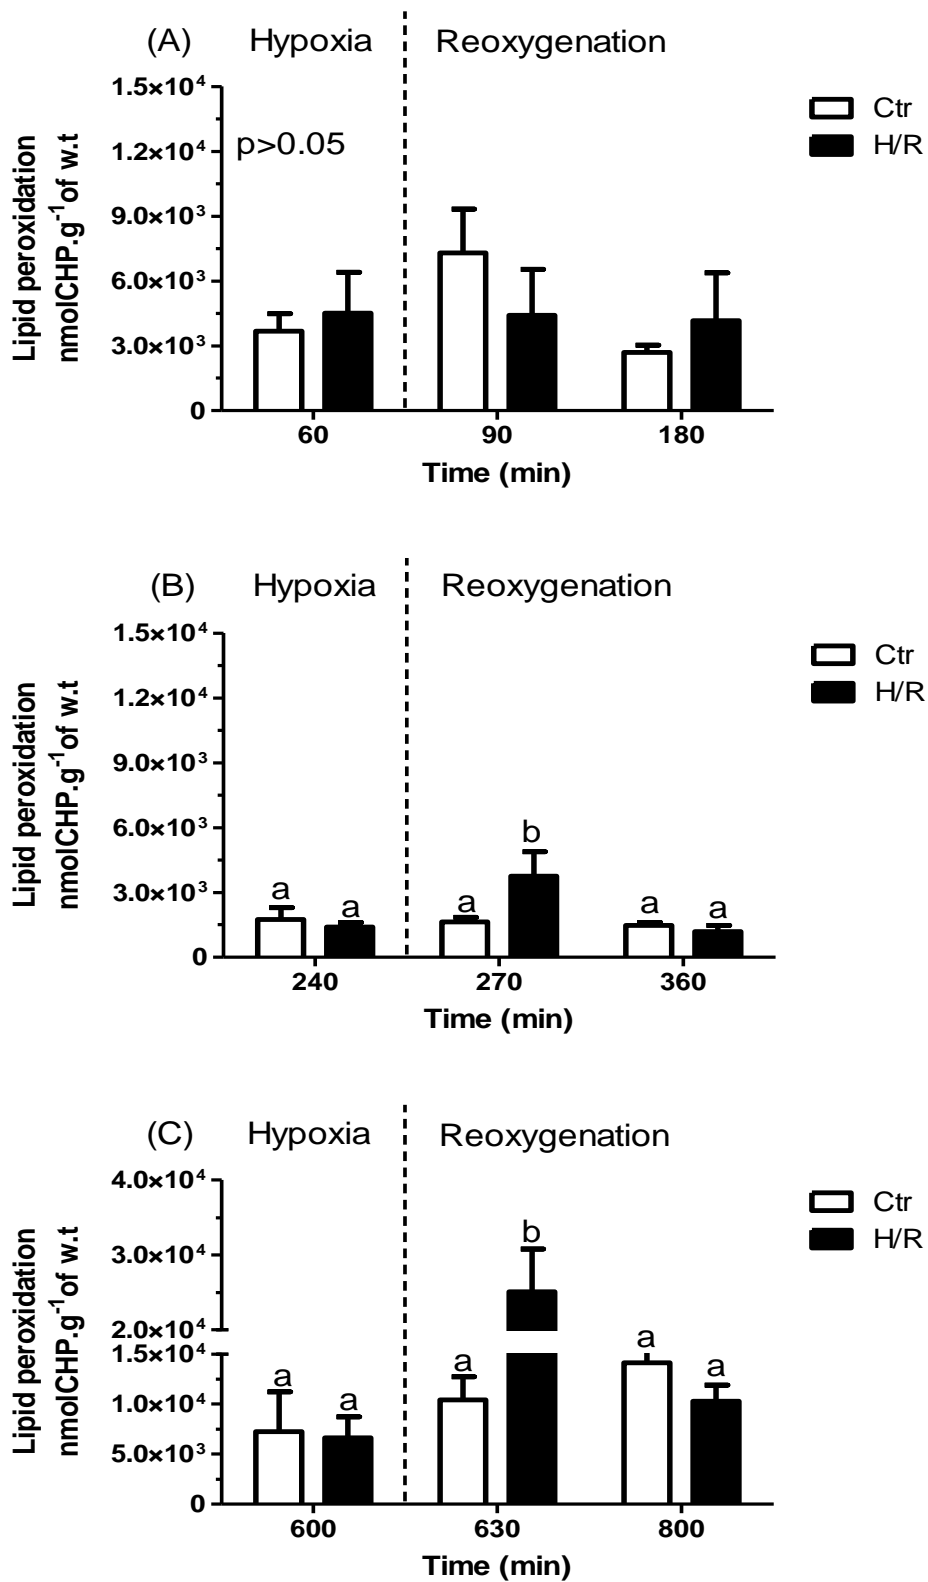 (A) Hypoxia Reoxygenation
1.5×10⁴
1.2×10⁴
9.0×10³
6.0×10³
3.0×10³
0
p>0.05
Lipid peroxidation
nmolCHP.g⁻¹of w.t
Ctr
H/R
60 90 180
Time (min)
(B) Hypoxia Reoxygenation
1.5×10⁴
1.2×10⁴
9.0×10³
6.0×10³
3.0×10³
0
Lipid peroxidation
nmolCHP.g⁻¹of w.t
Ctr
H/R
a a a b a a
240 270 360
Time (min)
(C) Hypoxia Reoxygenation
4.0×10⁴
3.0×10⁴
2.0×10⁴
1.5×10⁴
1.0×10⁴
5.0×10³
0
Lipid peroxidation
nmolCHP.g⁻¹of w.t
Ctr
H/R
a a a b a a
600 630 800
Time (min)